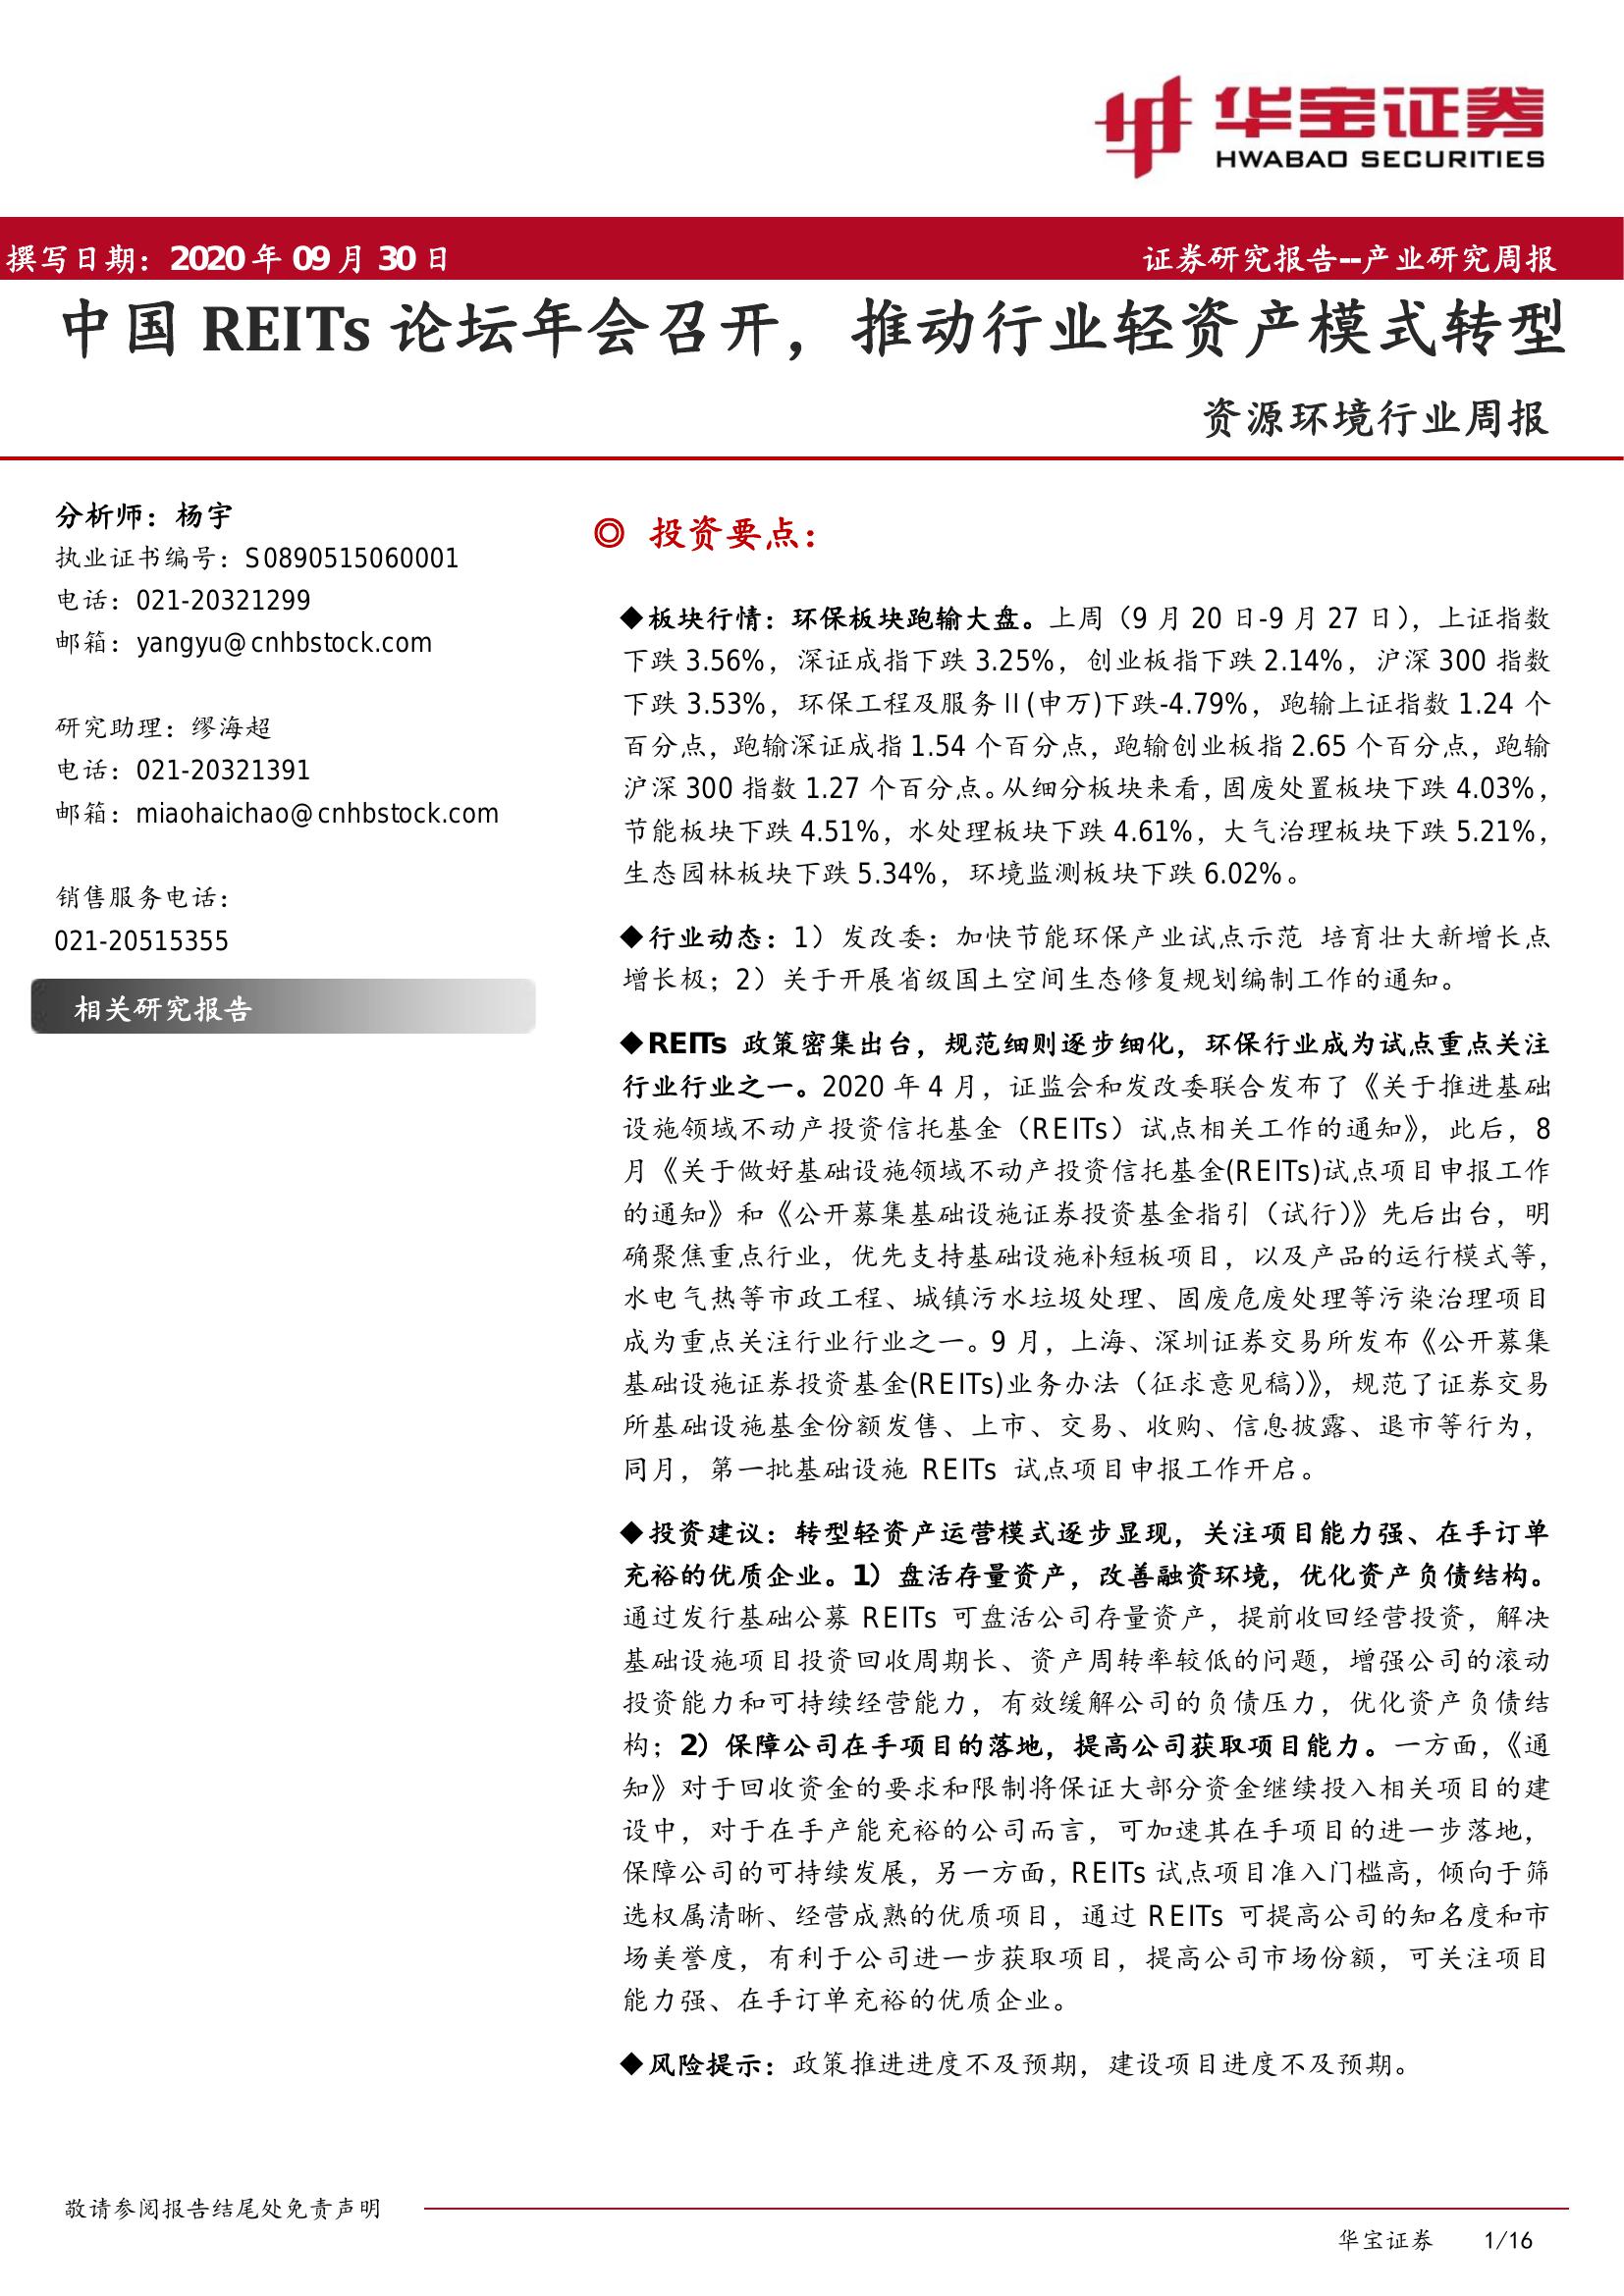 华宝证券
HWABAO SECURITIES
撰写日期：2020 年 09 月 30 日
证券研究报告--产业研究周报
中国 REITs 论坛年会召开，推动行业轻资产模式转型
资源环境行业周报
分析师：杨宇
执业证书编号：S0890515060001
电话：021-20321299
邮箱：yangyu@cnhbstock.com
研究助理：缪海超
电话：021-20321391
邮箱：miaohaichao@cnhbstock.com
销售服务电话：
021-20515355
相关研究报告
◎ 投资要点：
◆板块行情：环保板块跑输大盘。上周（9 月 20 日-9 月 27 日），上证指数
下跌 3.56%，深证成指下跌 3.25%，创业板指下跌 2.14%，沪深 300 指数
下跌 3.53%，环保工程及服务Ⅱ(申万)下跌-4.79%，跑输上证指数 1.24 个
百分点，跑输深证成指 1.54 个百分点，跑输创业板指 2.65 个百分点，跑输
沪深 300 指数 1.27 个百分点。从细分板块来看，固废处置板块下跌 4.03%，
节能板块下跌 4.51%，水处理板块下跌 4.61%，大气治理板块下跌 5.21%，
生态园林板块下跌 5.34%，环境监测板块下跌 6.02%。
◆行业动态：1）发改委：加快节能环保产业试点示范 培育壮大新增长点
增长极；2）关于开展省级国土空间生态修复规划编制工作的通知。
◆REITs 政策密集出台，规范细则逐步细化，环保行业成为试点重点关注
行业行业之一。2020 年 4 月，证监会和发改委联合发布了《关于推进基础
设施领域不动产投资信托基金（REITs）试点相关工作的通知》，此后，8
月《关于做好基础设施领域不动产投资信托基金(REITs)试点项目申报工作
的通知》和《公开募集基础设施证券投资基金指引（试行）》先后出台，明
确聚焦重点行业，优先支持基础设施补短板项目，以及产品的运行模式等，
水电气热等市政工程、城镇污水垃圾处理、固废危废处理等污染治理项目
成为重点关注行业行业之一。9 月，上海、深圳证券交易所发布《公开募集
基础设施证券投资基金(REITs)业务办法（征求意见稿）》，规范了证券交易
所基础设施基金份额发售、上市、交易、收购、信息披露、退市等行为，
同月，第一批基础设施 REITs 试点项目申报工作开启。
◆投资建议：转型轻资产运营模式逐步显现，关注项目能力强、在手订单
充裕的优质企业。1）盘活存量资产，改善融资环境，优化资产负债结构。
通过发行基础公募 REITs 可盘活公司存量资产，提前收回经营投资，解决
基础设施项目投资回收周期长、资产周转率较低的问题，增强公司的滚动
投资能力和可持续经营能力，有效缓解公司的负债压力，优化资产负债结
构；2）保障公司在手项目的落地，提高公司获取项目能力。一方面，《通
知》对于回收资金的要求和限制将保证大部分资金继续投入相关项目的建
设中，对于在手产能充裕的公司而言，可加速其在手项目的进一步落地，
保障公司的可持续发展，另一方面，REITs 试点项目准入门槛高，倾向于筛
选权属清晰、经营成熟的优质项目，通过 REITs 可提高公司的知名度和市
场美誉度，有利于公司进一步获取项目，提高公司市场份额，可关注项目
能力强、在手订单充裕的优质企业。
◆风险提示：政策推进进度不及预期，建设项目进度不及预期。
敬请参阅报告结尾处免责声明
华宝证券 1/16